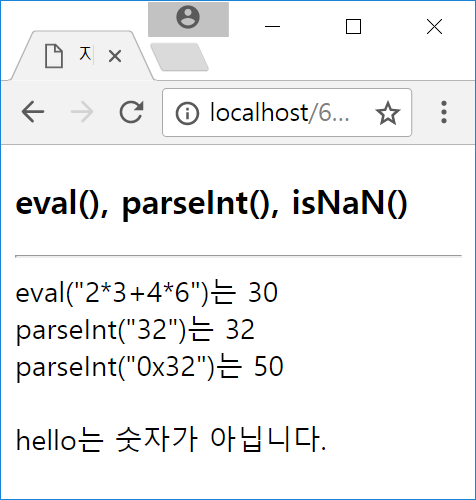 지
localhost/6...
eval(), parseInt(), isNaN()
eval("2*3+4*6")는 30
parseInt("32")는 32
parseInt("0x32")는 50
hello는 숫자가 아닙니다.